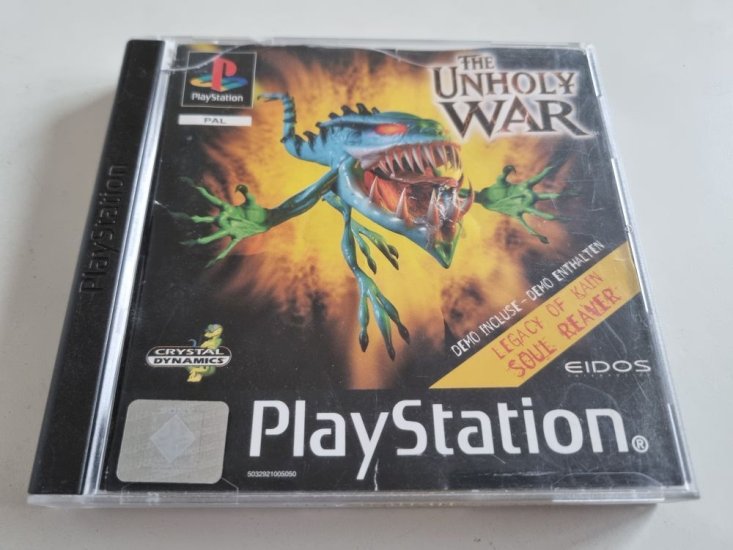 PlayStation
PlayStation
PAL
THE
UNHOLY
WAR
DEMO INCLUSE - DEMO ENTHALTEN
LEGACY OF KAIN
SOUL REAVER
CRYSTAL
DYNAMICS
EIDOS
INTERACTIVE
PlayStation®
5032921005050